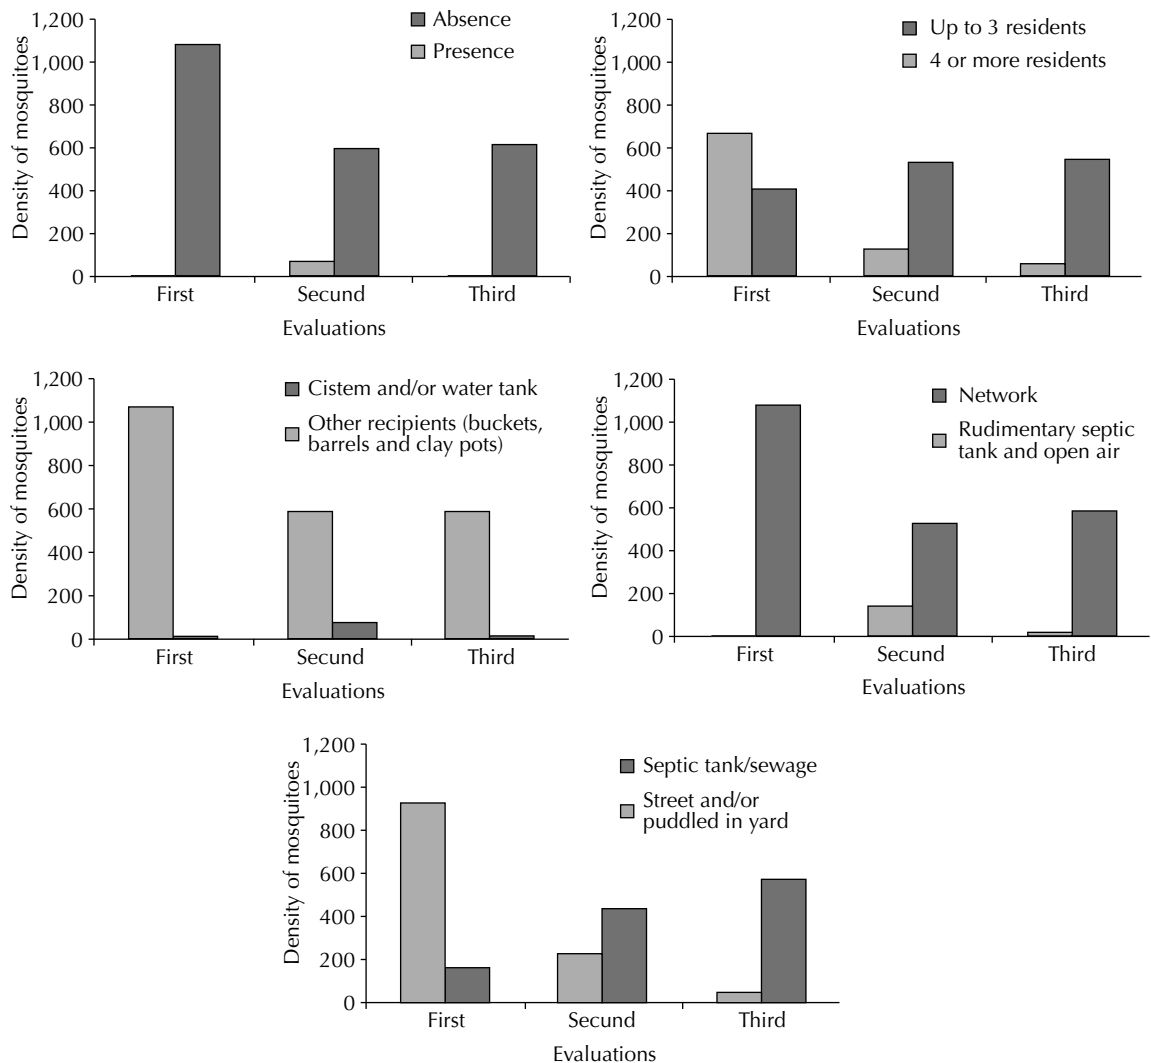 Density of mosquitoes
1,200
1,000
800
600
400
200
0
Absence
Presence
First
Secund
Third
Evaluations
Density of mosquitoes
1,200
1,000
800
600
400
200
0
Up to 3 residents
4 or more residents
First
Second
Third
Evaluations
Density of mosquitoes
1,200
1,000
800
600
400
200
0
Cistem and/or water tank
Other recipients (buckets,
barrels and clay pots)
First
Second
Third
Evaluations
Density of mosquitoes
1,200
1,000
800
600
400
200
0
Network
Rudimentary septic
tank and open air
First
Second
Third
Evaluations
Density of mosquitoes
1,200
1,000
800
600
400
200
0
Septic tank/sewage
Street and/or
puddled in yard
First
Second
Third
Evaluations